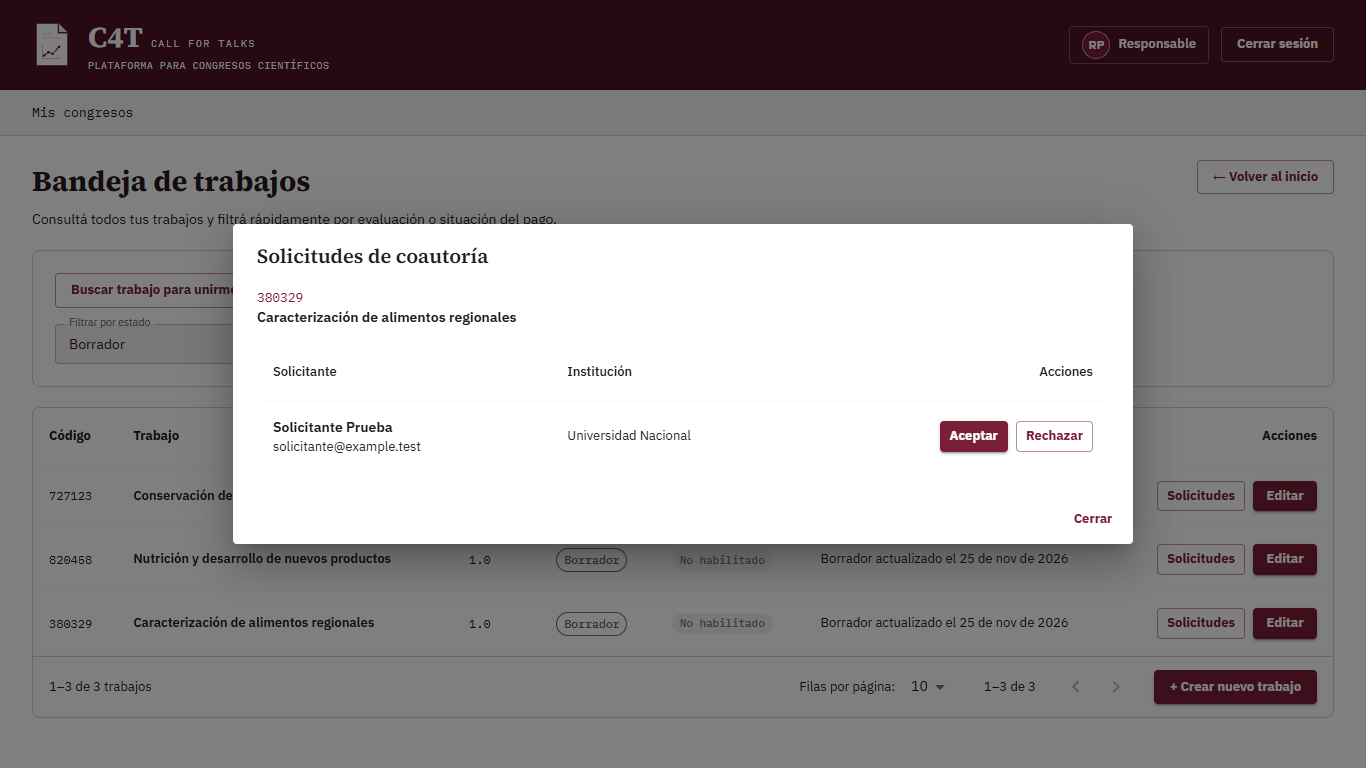 C4T CALL FOR TALKS
PLATAFORMA PARA CONGRESOS CIENTÍFICOS
RP Responsable
Cerrar sesión
Mis congresos
Bandeja de trabajos
← Volver al inicio
Consultá todos tus trabajos y filtrá rápidamente por evaluación o situación del pago.
Buscar trabajo para unirme
Filtrar por estado
Borrador
Solicitudes de coautoría
380329
Caracterización de alimentos regionales
Solicitante Institución Acciones
Solicitante Prueba
solicitante@example.test
Universidad Nacional
Aceptar Rechazar
Cerrar
Código Trabajo Acciones
727123 Conservación de Solicitudes Editar
820458 Nutrición y desarrollo de nuevos productos 1.0 Borrador No habilitado Borrador actualizado el 25 de nov de 2026 Solicitudes Editar
380329 Caracterización de alimentos regionales 1.0 Borrador No habilitado Borrador actualizado el 25 de nov de 2026 Solicitudes Editar
1–3 de 3 trabajos Filas por página: 10 1–3 de 3 + Crear nuevo trabajo